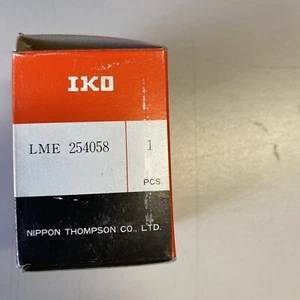 IKO
LME 254058 1
PCS.
NIPPON THOMPSON CO., LTD.